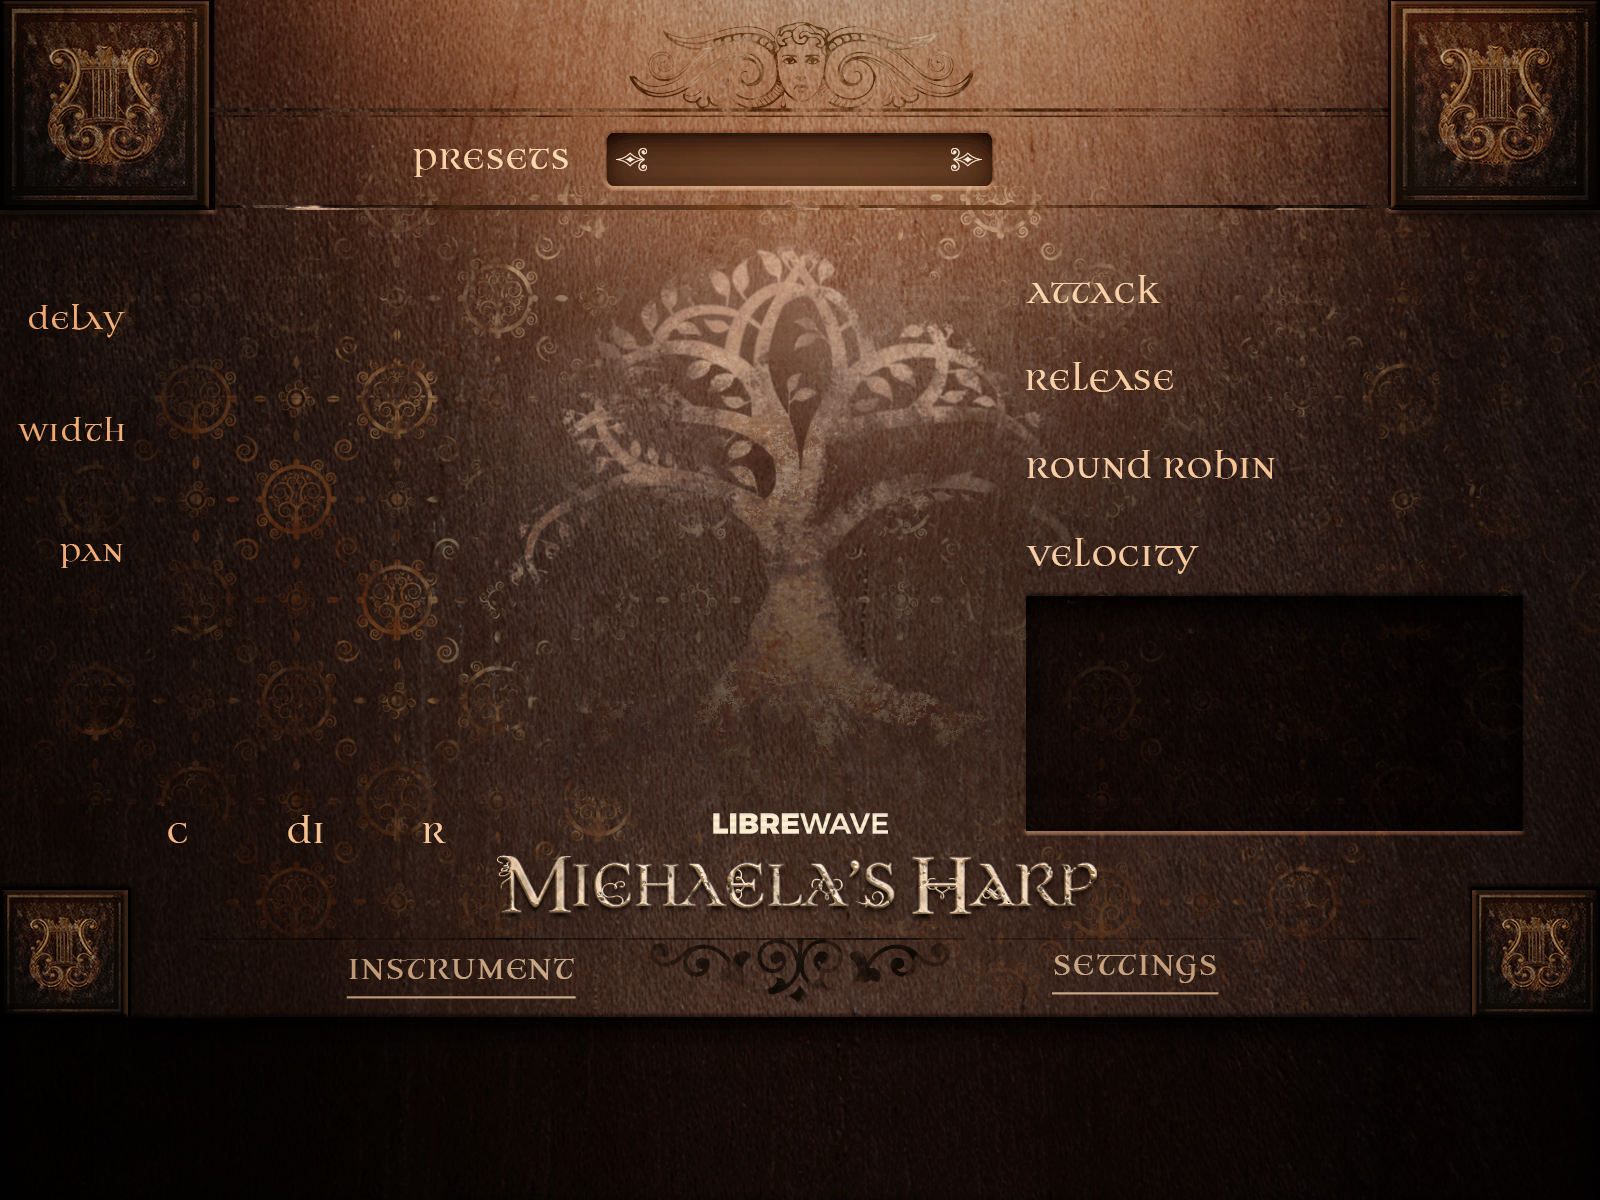 PRESETS
delay
width
pan
attack
release
round robin
velocity
C
di
R
LIBREWAVE
Michaela's Harp
instrument
settings